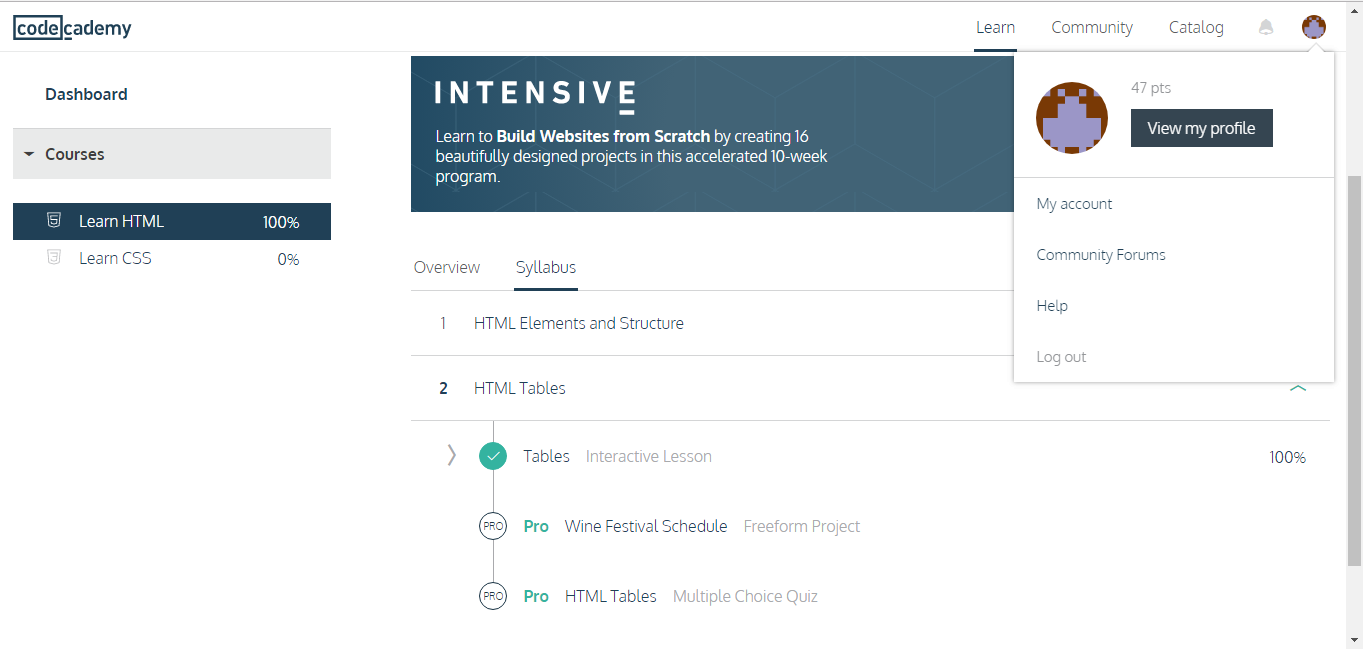 codecademy
Learn Community Catalog
Dashboard
Courses
Learn HTML 100%
Learn CSS 0%
INTENSIVE
Learn to Build Websites from Scratch by creating 16
beautifully designed projects in this accelerated 10-week
program.
47 pts
View my profile
My account
Community Forums
Help
Log out
Overview Syllabus
1 HTML Elements and Structure
2 HTML Tables
Tables Interactive Lesson 100%
PRO Pro Wine Festival Schedule Freeform Project
PRO Pro HTML Tables Multiple Choice Quiz